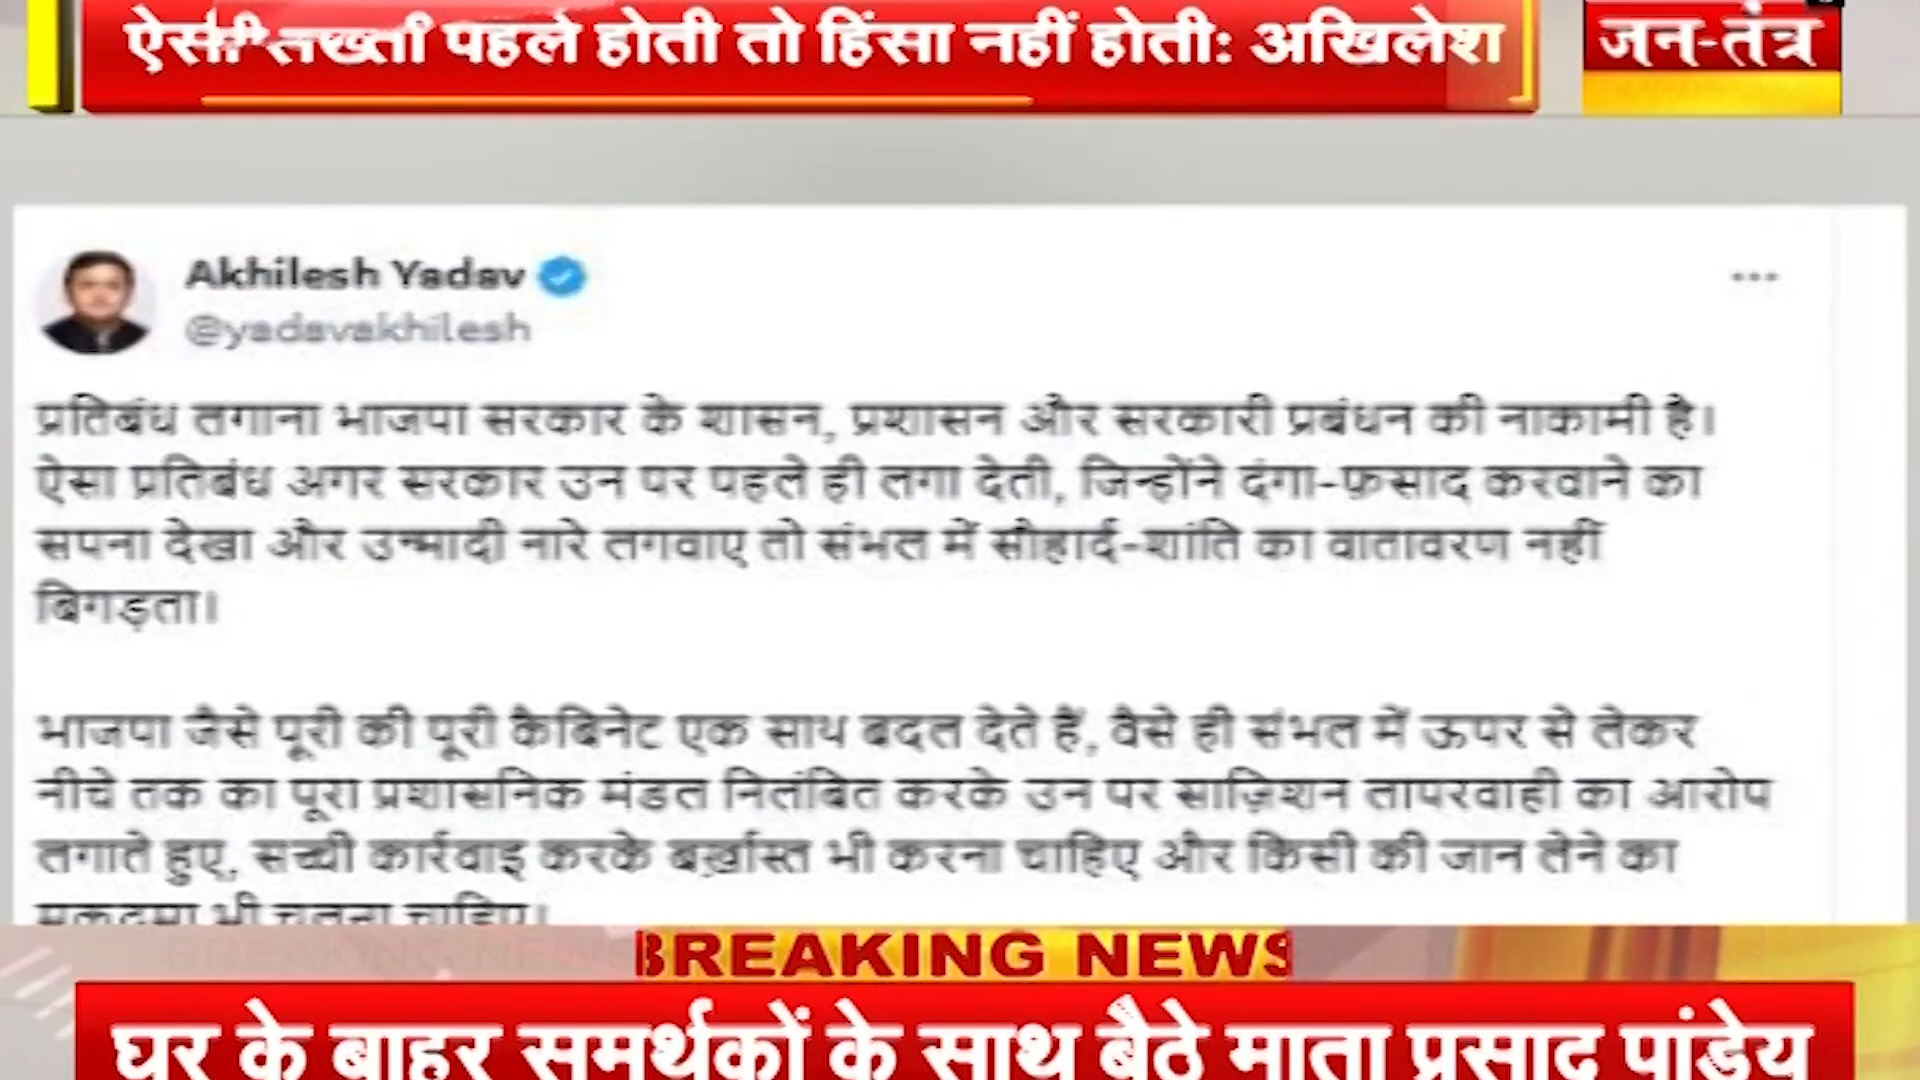 ऐसी सख्ती पहले होती तो हिंसा नहीं होती: अखिलेश
जन-तंत्र
Akhilesh Yadav
@yadavakhilesh
प्रतिबंध लगाना भाजपा सरकार के शासन, प्रशासन और सरकारी प्रबंधन की नाकामी है।
ऐसा प्रतिबंध अगर सरकार उन पर पहले ही लगा देती, जिन्होंने दंगा-फ़साद करवाने का
सपना देखा और उन्मादी नारे लगवाए तो संभल में सौहार्द-शांति का वातावरण नहीं
बिगड़ता।
भाजपा जैसे पूरी की पूरी कैबिनेट एक साथ बदल देते हैं, वैसे ही संभल में ऊपर से लेकर
नीचे तक का पूरा प्रशासनिक मंडल निलंबित करके उन पर साज़िशन लापरवाही का आरोप
लगाते हुए, सच्ची कार्रवाइ करके बर्ख़ास्त भी करना चाहिए और किसी की जान लेने का
मुक़दमा भी चलना चाहिए।
BREAKING NEWS
घर के बाहर समर्थकों के साथ बैठे माता प्रसाद पांडेय